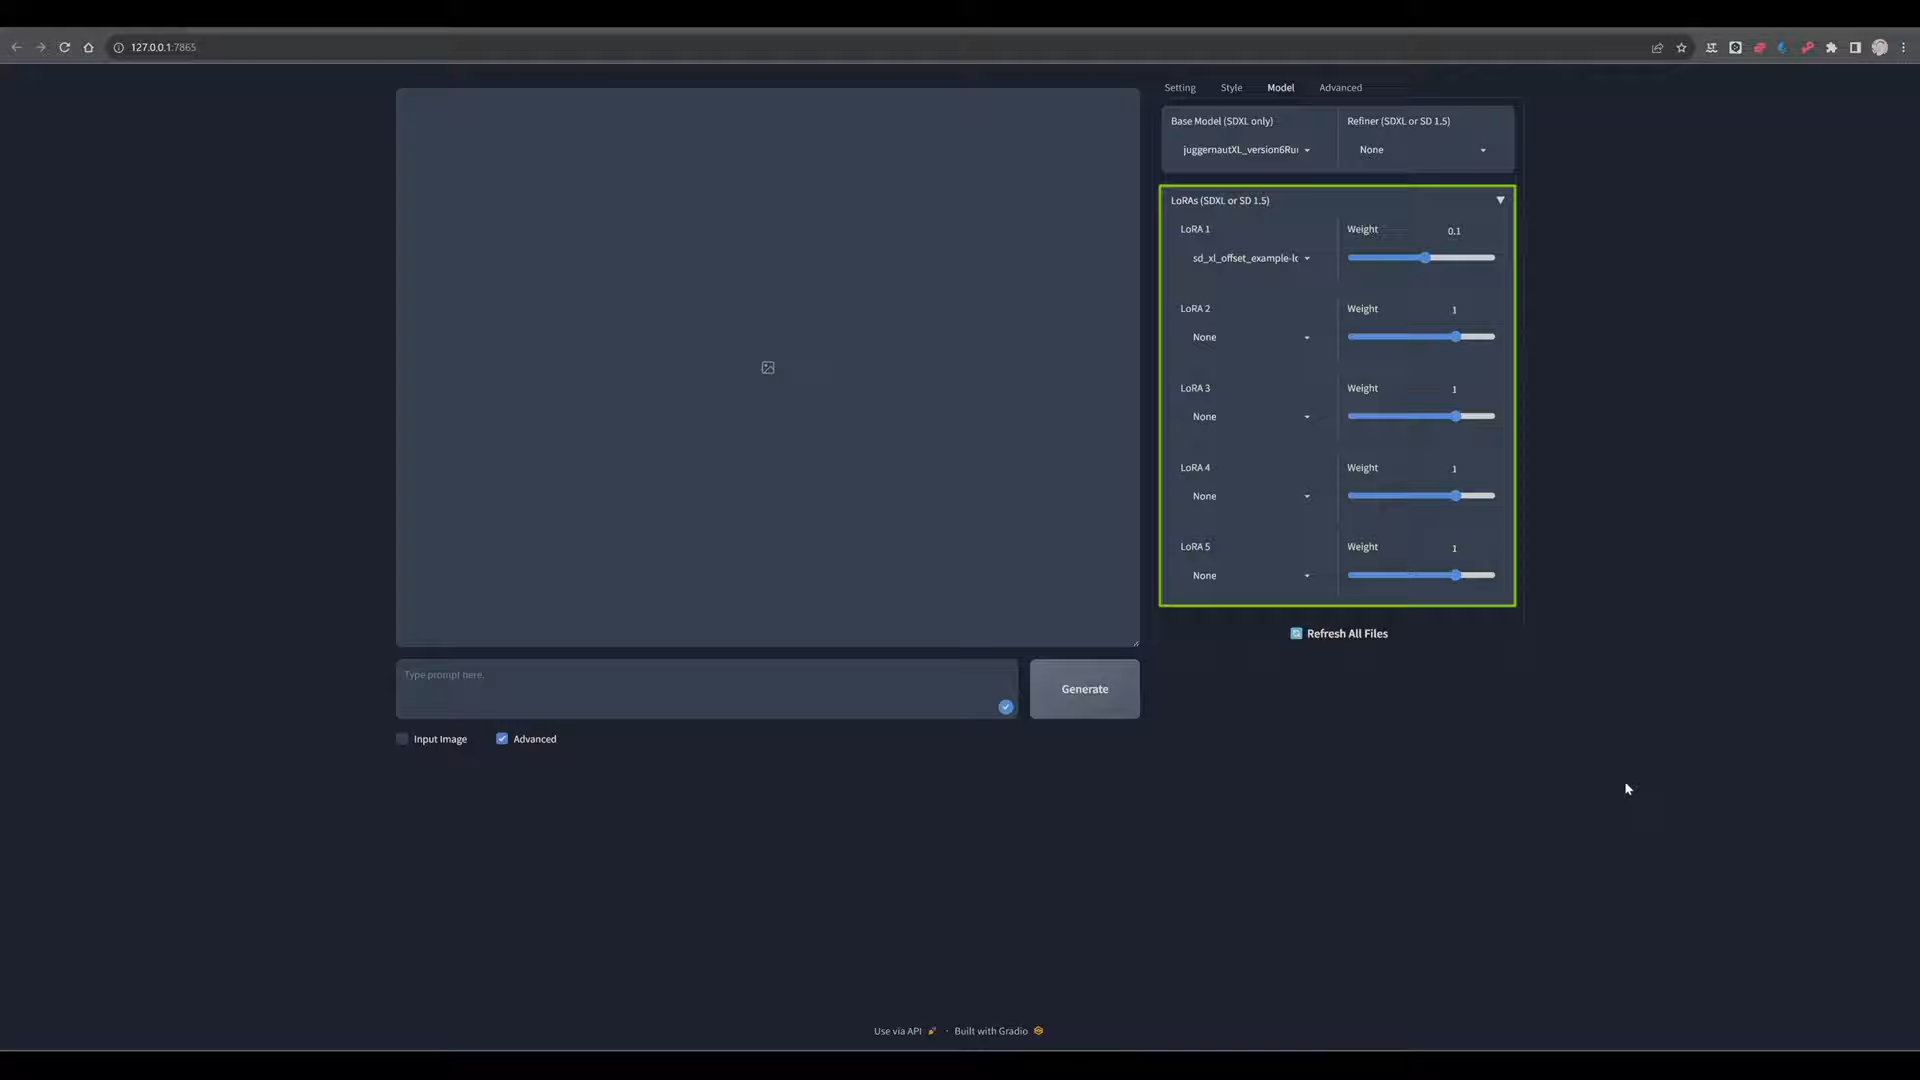 127.0.0.1:7865
Setting Style Model Advanced
Base Model (SDXL only) Refiner (SDXL or SD 1.5)
juggernautXL_version6Ru None
LoRAs (SDXL or SD 1.5) ▼
LoRA 1 Weight 0.1
sd_xl_offset_example-lo
LoRA 2 Weight 1
None
LoRA 3 Weight 1
None
LoRA 4 Weight 1
None
LoRA 5 Weight 1
None
Refresh All Files
Type prompt here.
Generate
Input Image Advanced
Use via API · Built with Gradio